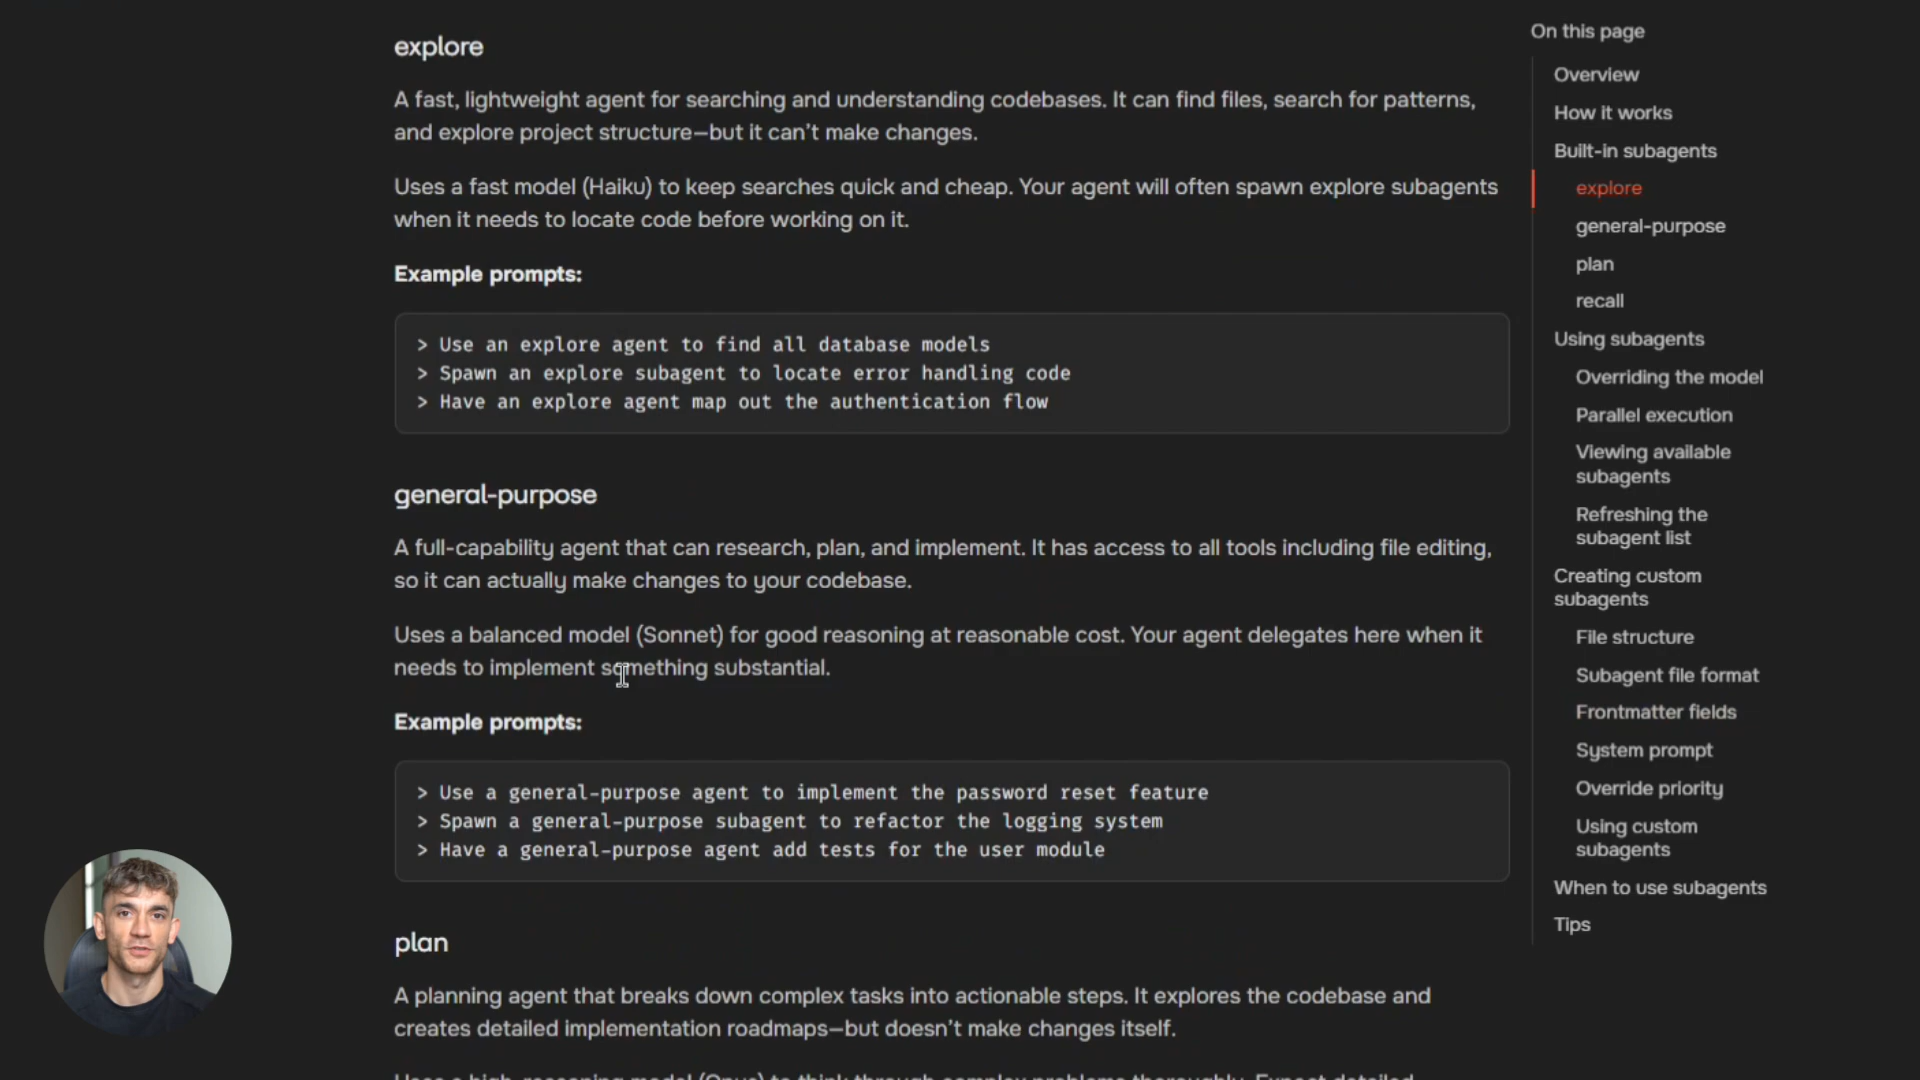 explore
A fast, lightweight agent for searching and understanding codebases. It can find files, search for patterns,
and explore project structure—but it can't make changes.
Uses a fast model (Haiku) to keep searches quick and cheap. Your agent will often spawn explore subagents
when it needs to locate code before working on it.
Example prompts:
> Use an explore agent to find all database models
> Spawn an explore subagent to locate error handling code
> Have an explore agent map out the authentication flow
general-purpose
A full-capability agent that can research, plan, and implement. It has access to all tools including file editing,
so it can actually make changes to your codebase.
Uses a balanced model (Sonnet) for good reasoning at reasonable cost. Your agent delegates here when it
needs to implement something substantial.
Example prompts:
> Use a general-purpose agent to implement the password reset feature
> Spawn a general-purpose subagent to refactor the logging system
> Have a general-purpose agent add tests for the user module
plan
A planning agent that breaks down complex tasks into actionable steps. It explores the codebase and
creates detailed implementation roadmaps—but doesn't make changes itself.
Uses a high-reasoning model (Opus) to think through complex problems thoroughly. Expect detailed
On this page
Overview
How it works
Built-in subagents
explore
general-purpose
plan
recall
Using subagents
Overriding the model
Parallel execution
Viewing available
subagents
Refreshing the
subagent list
Creating custom
subagents
File structure
Subagent file format
Frontmatter fields
System prompt
Override priority
Using custom
subagents
When to use subagents
Tips